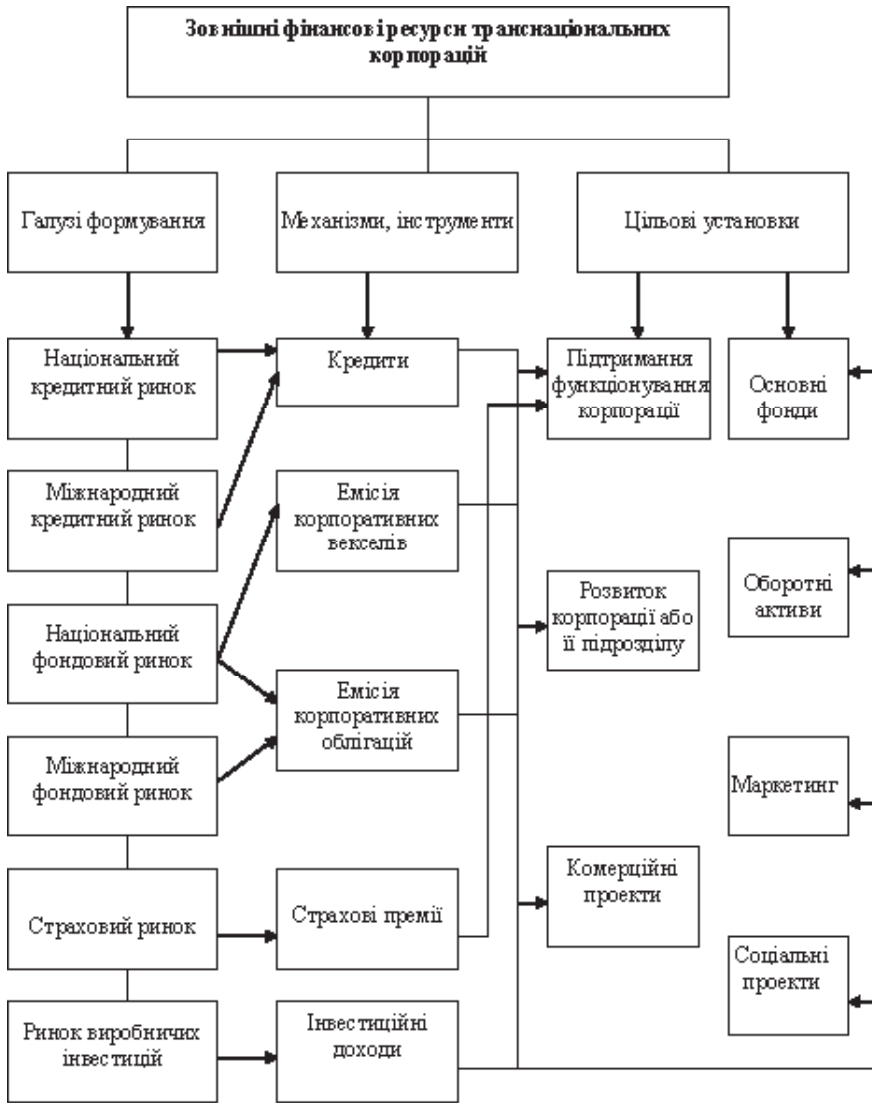 Зовнішні фінансові ресурси транснаціональних
корпорацій
Галузі формування
Механізми, інструменти
Цільові установки
Національний
кредитний ринок
Кредити
Підтримання
функціонування
корпорації
Основні
фонди
Міжнародний
кредитний ринок
Емісія
корпоративних
векселів
Оборотні
активи
Національний
фондовий ринок
Розвиток
корпорації або
її підрозділу
Емісія
корпоративних
облігацій
Міжнародний
фондовий ринок
Маркетинг
Страховий ринок
Страхові премії
Комерційні
проекти
Соціальні
проекти
Ринок виробничих
інвестицій
Інвестиційні
доходи